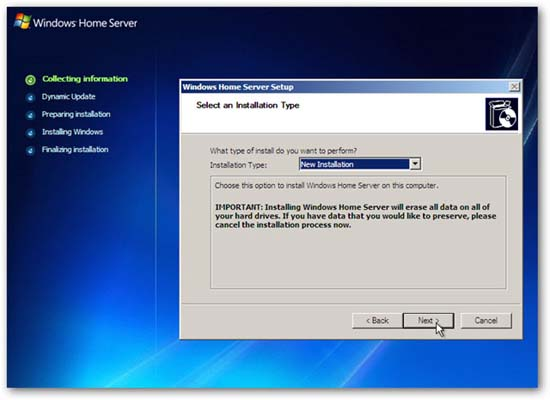 Windows Home Server
Collecting information
Dynamic Update
Preparing installation
Installing Windows
Finalizing installation
Windows Home Server Setup
Select an Installation Type
What type of install do you want to perform?
Installation Type: New Installation
Choose this option to install Windows Home Server on this computer.
IMPORTANT: Installing Windows Home Server will erase all data on all of
your hard drives. If you have data that you would like to preserve, please
cancel the installation process now.
< Back Next > Cancel